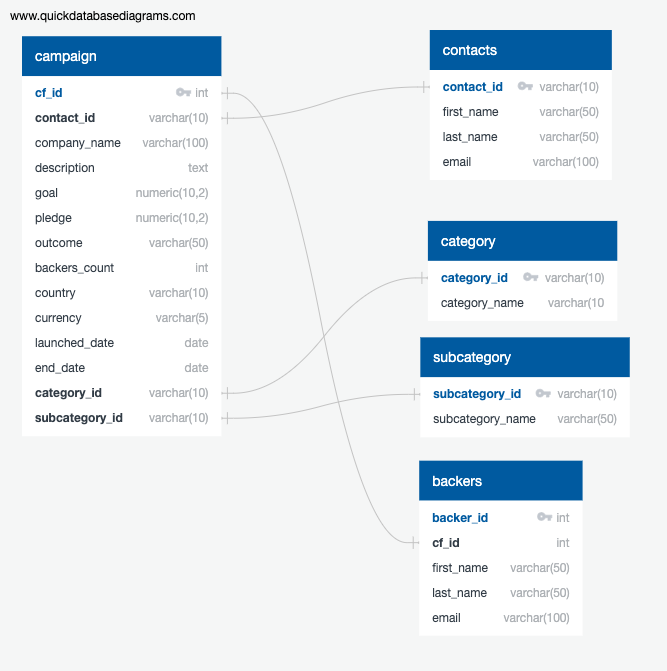 www.quickdatabasediagrams.com
campaign
cf_id int
contact_id varchar(10)
company_name varchar(100)
description text
goal numeric(10,2)
pledge numeric(10,2)
outcome varchar(50)
backers_count int
country varchar(10)
currency varchar(5)
launched_date date
end_date date
category_id varchar(10)
subcategory_id varchar(10)
contacts
contact_id varchar(10)
first_name varchar(50)
last_name varchar(50)
email varchar(100)
category
category_id varchar(10)
category_name varchar(10
subcategory
subcategory_id varchar(10)
subcategory_name varchar(50)
backers
backer_id int
cf_id int
first_name varchar(50)
last_name varchar(50)
email varchar(100)